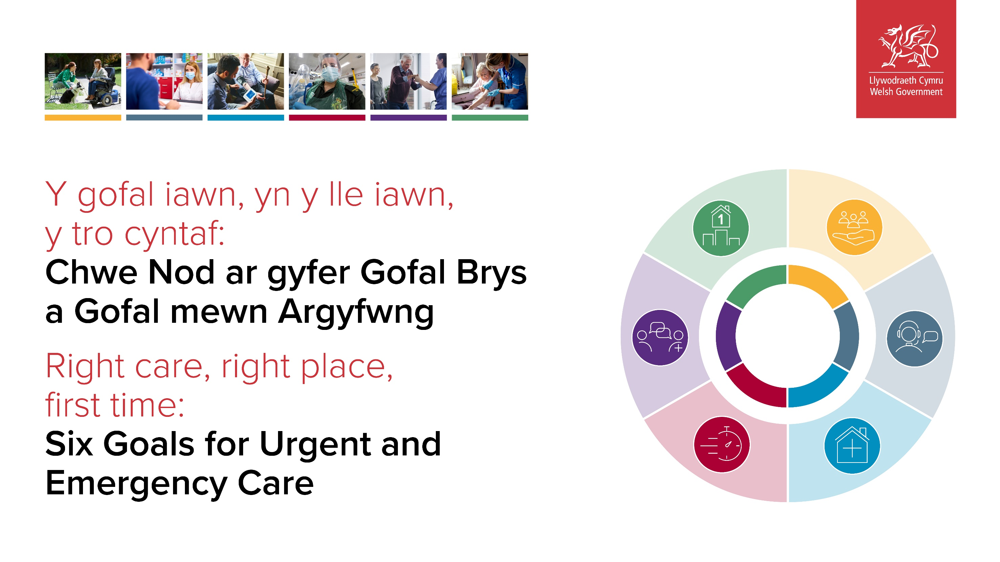 Llywodraeth Cymru
Welsh Government
Y gofal iawn, yn y lle iawn,
y tro cyntaf:
Chwe Nod ar gyfer Gofal Brys
a Gofal mewn Argyfwng
Right care, right place,
first time:
Six Goals for Urgent and
Emergency Care
1